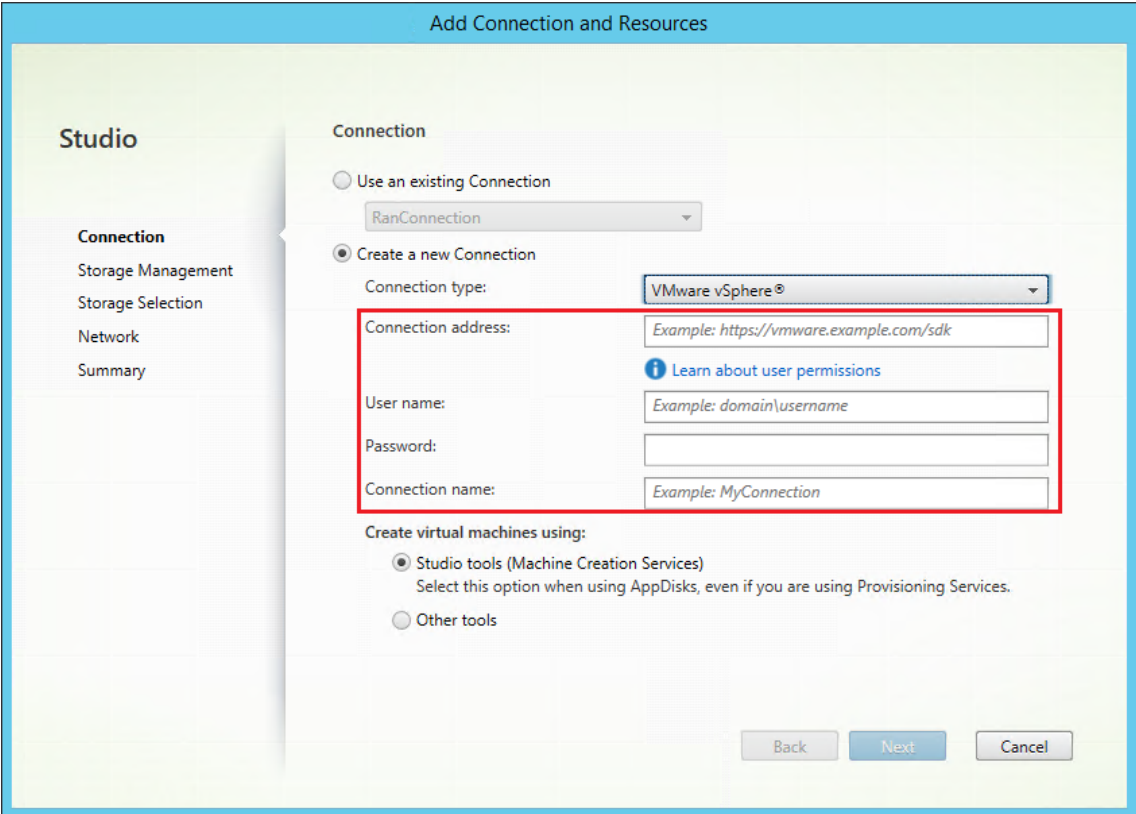 Add Connection and Resources
Studio
Connection
Storage Management
Storage Selection
Network
Summary
Connection
Use an existing Connection
RanConnection
Create a new Connection
Connection type: VMware vSphere®
Connection address: Example: https://vmware.example.com/sdk
Learn about user permissions
User name: Example: domain\username
Password:
Connection name: Example: MyConnection
Create virtual machines using:
Studio tools (Machine Creation Services)
Select this option when using AppDisks, even if you are using Provisioning Services.
Other tools
Back Next Cancel